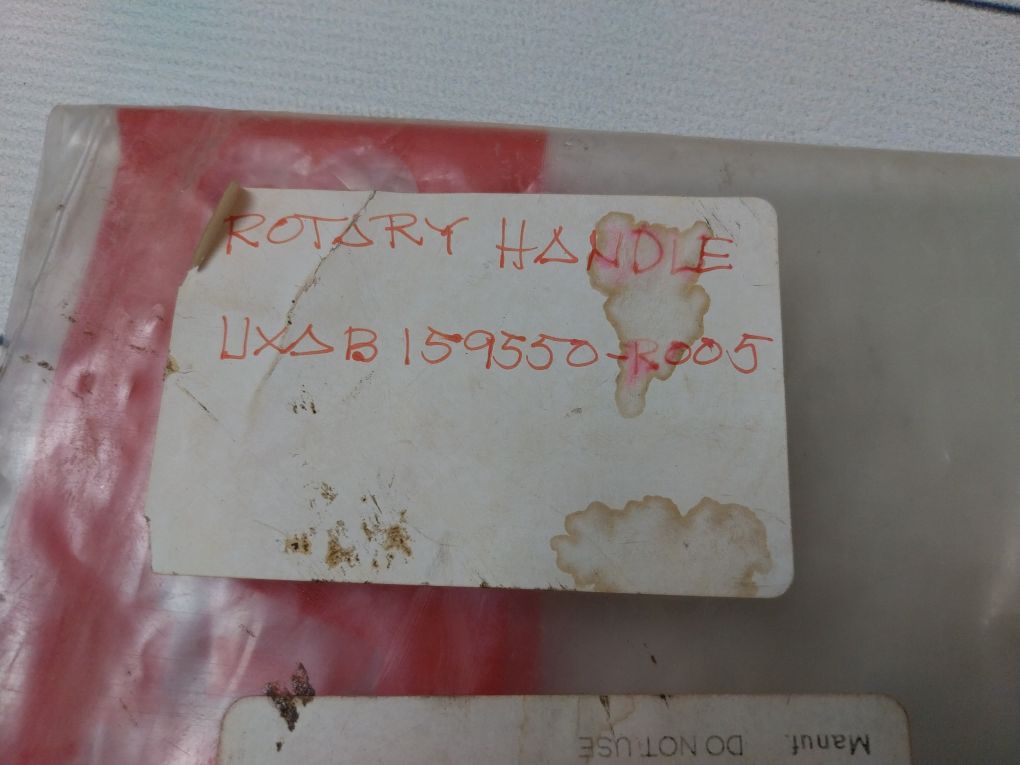 ROTARY HANDLE
UXAB 159550-R005
Manuf. DO NOT USE